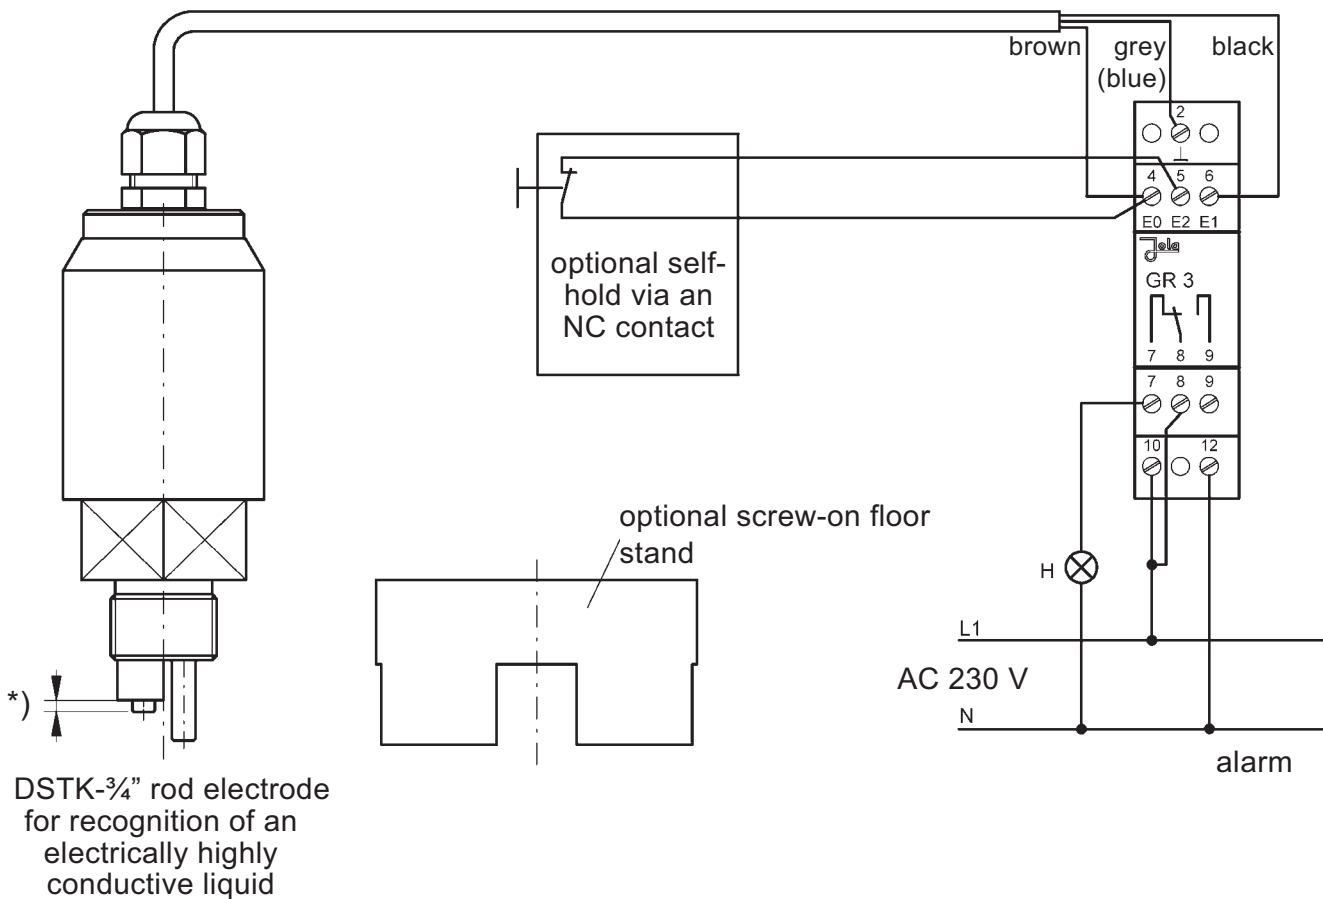 brown
grey
(blue)
black
2
4 5 6
E0 E2 E1
Jola
GR 3
7 8 9
7 8 9
10 12
optional self-
hold via an
NC contact
optional screw-on floor
stand
H
L1
AC 230 V
N
alarm
*)
DSTK-¾” rod electrode
for recognition of an
electrically highly
conductive liquid